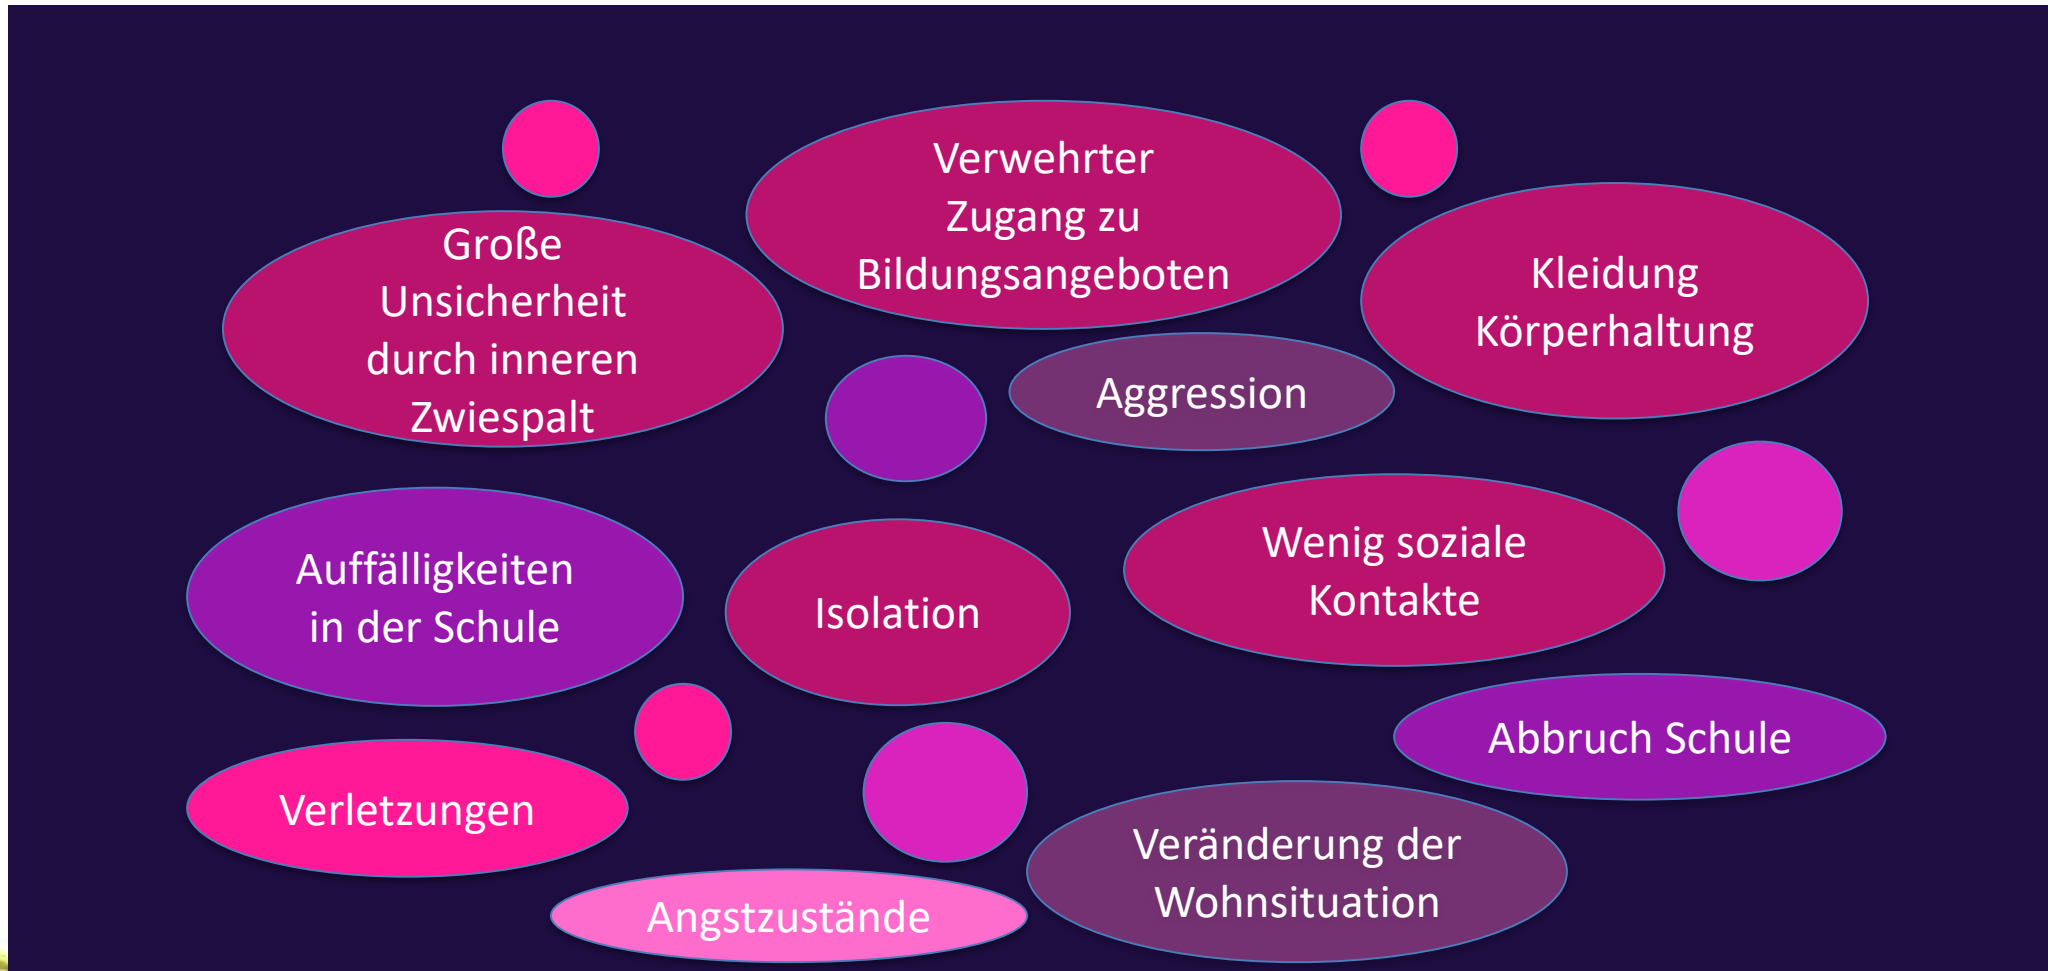 Verwehrter
Zugang zu
Bildungsangeboten
Große
Unsicherheit
durch inneren
Zwiespalt
Kleidung
Körperhaltung
Aggression
Auffälligkeiten
in der Schule
Isolation
Wenig soziale
Kontakte
Abbruch Schule
Verletzungen
Veränderung der
Wohnsituation
Angstzustände